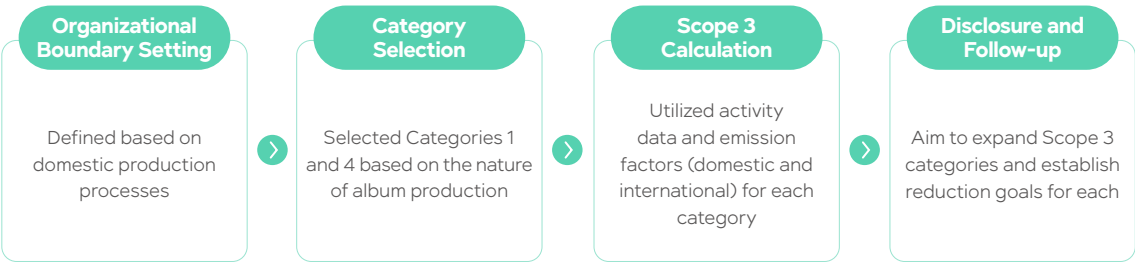 Organizational
Boundary Setting
Defined based on
domestic production
processes
Category
Selection
Selected Categories 1
and 4 based on the nature
of album production
Scope 3
Calculation
Utilized activity
data and emission
factors (domestic and
international) for each
category
Disclosure and
Follow-up
Aim to expand Scope 3
categories and establish
reduction goals for each